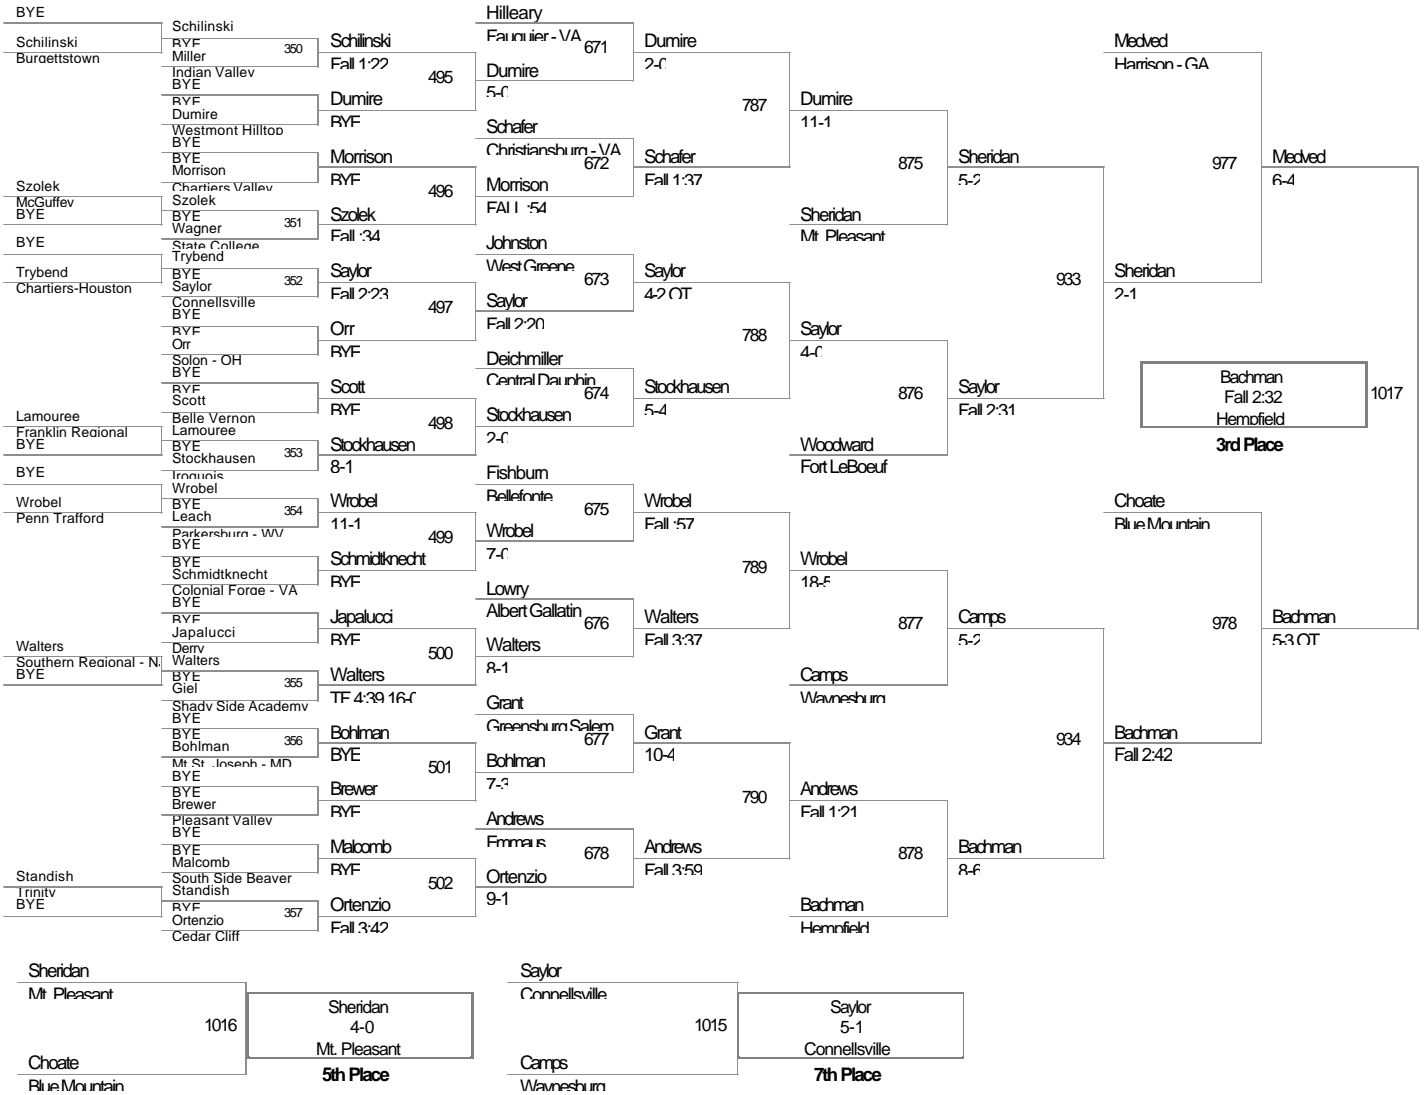 BYE
Schilinski
Burgettstown
Szolek
McGuffey
BYE
BYE
Trybend
Chartiers-Houston
Lamouree
Franklin Regional
BYE
BYE
Wrobel
Penn Trafford
Walters
Southern Regional - NJ
BYE
Standish
Trinity
BYE
Schilinski
BYE
350
Miller
Indian Valley
BYE
BYE
Dumire
Westmont Hilltop
BYE
BYE
Morrison
Chartiers Valley
Szolek
BYE
351
Wagner
State College
Trybend
BYE
352
Saylor
Connellsville
BYE
BYE
Orr
Solon - OH
BYE
BYE
Scott
Belle Vernon
Lamouree
BYE
353
Stockhausen
Iroquois
Wrobel
BYE
354
Leach
Parkersburg - WV
BYE
BYE
Schmidtknecht
Colonial Forge - VA
BYE
BYE
Japalucci
Derry
Walters
BYE
355
Giel
Shady Side Academy
BYE
BYE
356
Bohlman
Mt St. Joseph - MD
BYE
BYE
Brewer
Pleasant Valley
BYE
BYE
Malcomb
South Side Beaver
Standish
BYE
357
Ortenzio
Cedar Cliff
Schilinski
Fall 1:22
495
Dumire
BYE
Morrison
BYE
496
Szolek
Fall :34
Saylor
Fall 2:23
497
Orr
BYE
Scott
BYE
498
Stockhausen
8-1
Wrobel
11-1
499
Schmidtknecht
BYE
Japalucci
BYE
500
Walters
TF 4:39 16-0
Bohlman
BYE
501
Brewer
BYE
Malcomb
BYE
502
Ortenzio
Fall 3:42
Hilleary
Fauquier - VA
671
Dumire
5-0
Schafer
Christiansburg - VA
672
Morrison
FALL :54
Johnston
West Greene
673
Saylor
Fall 2:20
Deichmiller
Central Dauphin
674
Stockhausen
2-0
Fishburn
Bellefonte
675
Wrobel
7-0
Lowry
Albert Gallatin
676
Walters
8-1
Grant
Greensburg Salem
677
Bohlman
7-3
Andrews
Emmaus
678
Ortenzio
9-1
Dumire
2-0
787
Schafer
Fall 1:37
Saylor
4-2 OT
788
Stockhausen
5-4
Wrobel
Fall :57
789
Walters
Fall 3:37
Grant
10-4
790
Andrews
Fall 3:59
Dumire
11-1
875
Sheridan
Mt. Pleasant
Saylor
4-0
876
Woodward
Fort LeBoeuf
Wrobel
18-5
877
Camps
Waynesburg
Andrews
Fall 1:21
878
Bachman
Hempfield
Sheridan
5-2
933
Saylor
Fall 2:31
Camps
5-2
934
Bachman
8-6
Medved
Harrison - GA
977
Sheridan
2-1
Choate
Blue Mountain
978
Bachman
Fall 2:42
Medved
6-4
Bachman
5-3 OT
Bachman
Fall 2:32
Hempfield
1017
3rd Place
Sheridan
Mt. Pleasant
1016
Choate
Blue Mountain
Sheridan
4-0
Mt. Pleasant
5th Place
Saylor
Connellsville
1015
Camps
Waynesburg
Saylor
5-1
Connellsville
7th Place